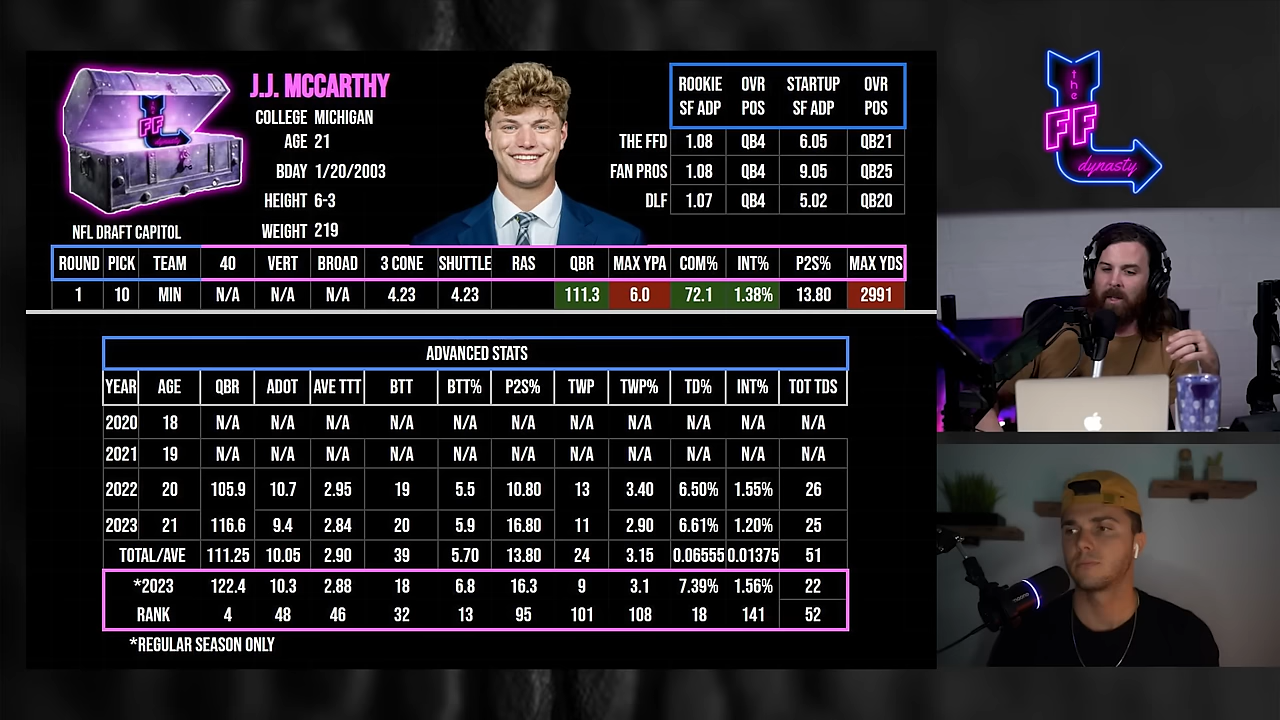 J.J. MCCARTHY
COLLEGE MICHIGAN
AGE 21
BDAY 1/20/2003
HEIGHT 6-3
WEIGHT 219
FF
NFL DRAFT CAPITOL
ROOKIE SF ADP OVR POS STARTUP SF ADP OVR POS
THE FFD 1.08 QB4 6.05 QB21
FAN PROS 1.08 QB4 9.05 QB25
DLF 1.07 QB4 5.02 QB20
ROUND PICK TEAM 40 VERT BROAD 3 CONE SHUTTLE RAS QBR MAX YPA COM% INT% P2S% MAX YDS
1 10 MIN N/A N/A N/A 4.23 4.23 111.3 6.0 72.1 1.38% 13.80 2991
ADVANCED STATS
YEAR AGE QBR ADOT AVE TTT BTT BTT% P2S% TWP TWP% TD% INT% TOT TDS
2020 18 N/A N/A N/A N/A N/A N/A N/A N/A N/A N/A N/A
2021 19 N/A N/A N/A N/A N/A N/A N/A N/A N/A N/A N/A
2022 20 105.9 10.7 2.95 19 5.5 10.80 13 3.40 6.50% 1.55% 26
2023 21 116.6 9.4 2.84 20 5.9 16.80 11 2.90 6.61% 1.20% 25
TOTAL/AVE 111.25 10.05 2.90 39 5.70 13.80 24 3.15 0.06555 0.01375 51
*2023 122.4 10.3 2.88 18 6.8 16.3 9 3.1 7.39% 1.56% 22
RANK 4 48 46 32 13 95 101 108 18 141 52
*REGULAR SEASON ONLY
the
FF
dynasty